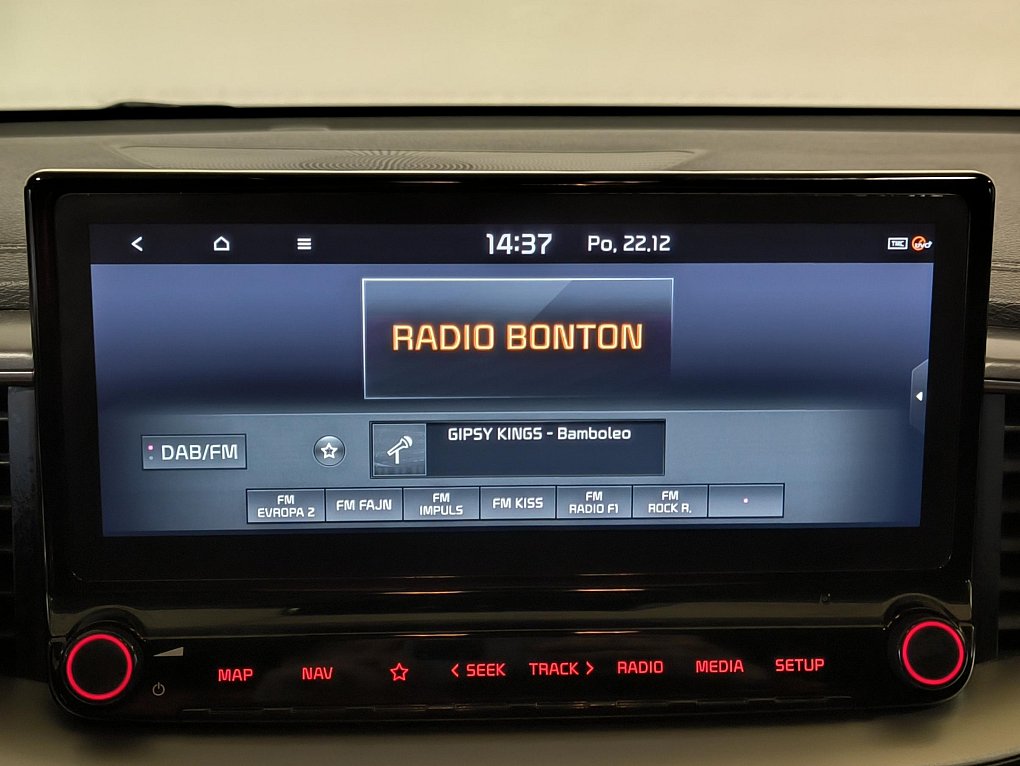 14:37 Po, 22.12 TMC
RADIO BONTON
DAB/FM
GIPSY KINGS - Bamboleo
FM EVROPA 2
FM FAJN
FM IMPULS
FM KISS
FM RADIO F1
FM ROCK R.
MAP NAV < SEEK TRACK > RADIO MEDIA SETUP